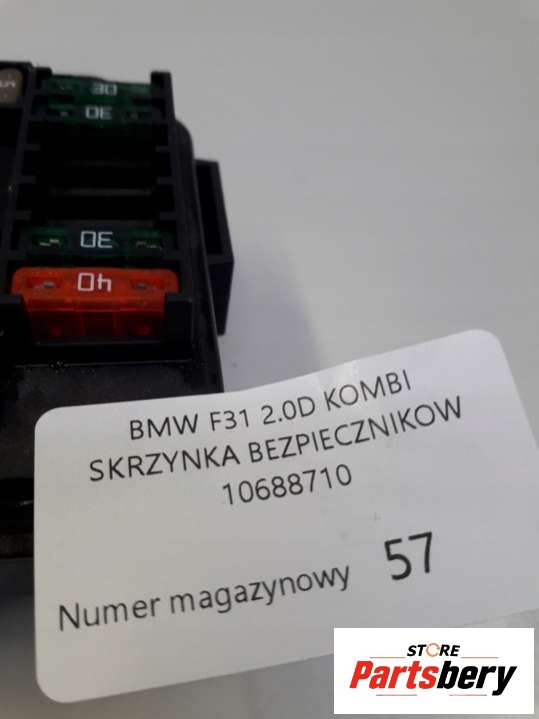 30
30
30
40
BMW F31 2.0D KOMBI
SKRZYNKA BEZPIECZNIKOW
10688710
Numer magazynowy 57
STORE
Partsbery